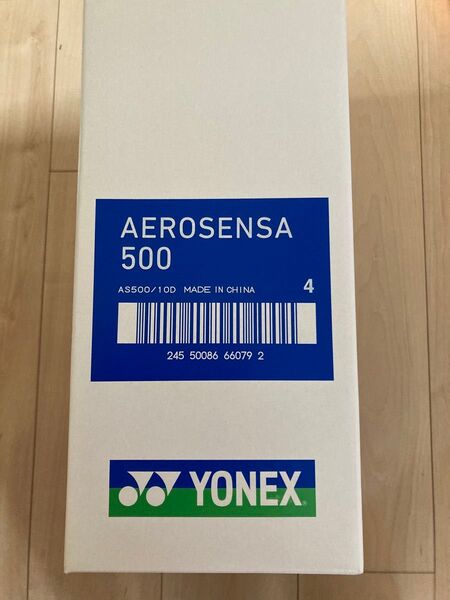 AEROSENSA
500
AS500/10D MADE IN CHINA 4
245 50086 66079 2
YONEX